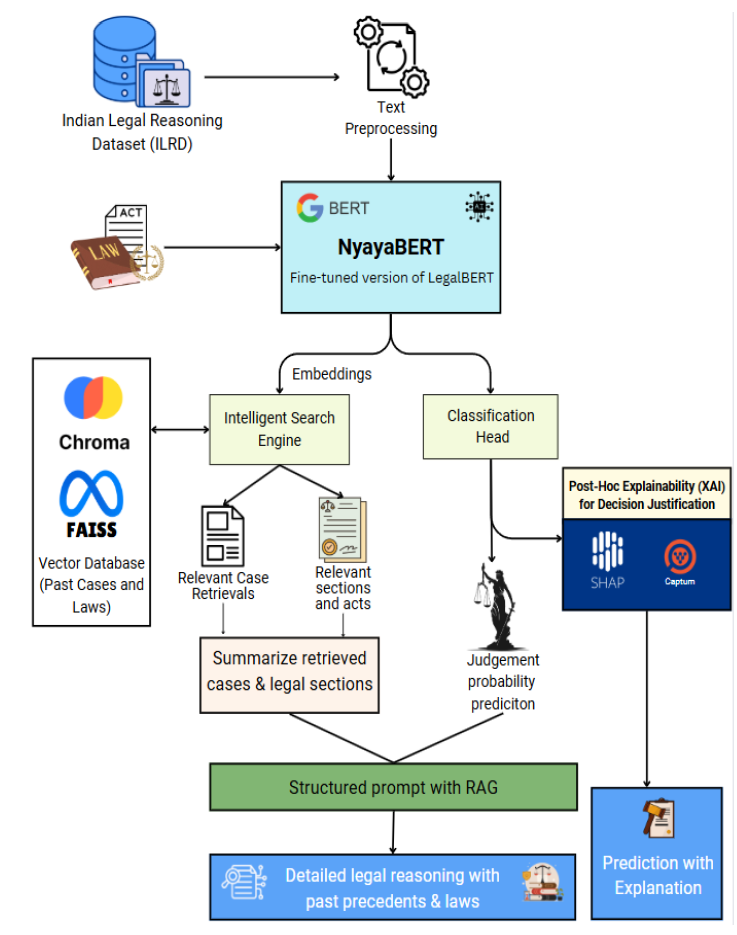 Indian Legal Reasoning
Dataset (ILRD)
Text
Preprocessing
ACT
LAW
BERT
NyayaBERT
Fine-tuned version of LegalBERT
Embeddings
Chroma
FAISS
Vector Database
(Past Cases and
Laws)
Intelligent Search
Engine
Classification
Head
Relevant Case
Retrievals
Relevant
sections
and acts
Post-Hoc Explainability (XAI)
for Decision Justification
SHAP
Captum
Summarize retrieved
cases & legal sections
Judgement
probability
prediciton
Structured prompt with RAG
Detailed legal reasoning with
past precedents & laws
Prediction with
Explanation